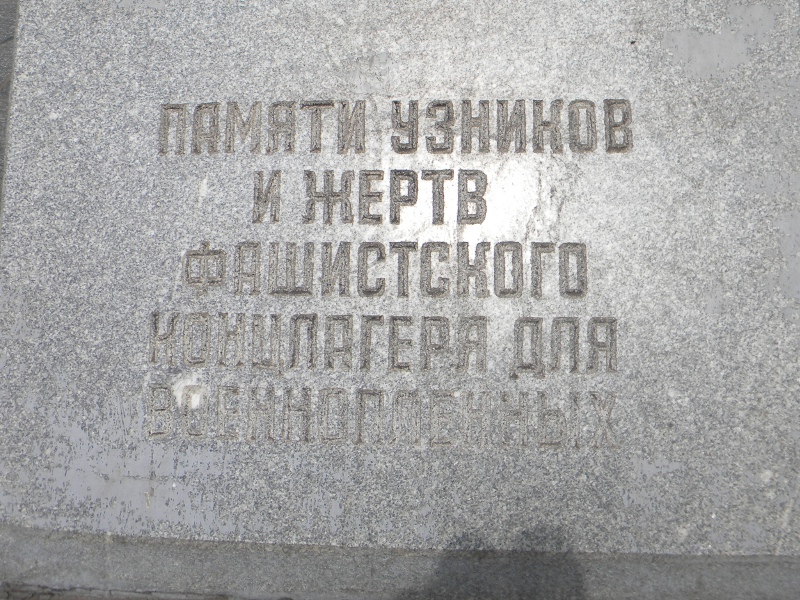 ПАМЯТИ УЗНИКОВ
И ЖЕРТВ
ФАШИСТСКОГО
КОНЦЛАГЕРЯ ДЛЯ
ВОЕННОПЛЕННЫХ